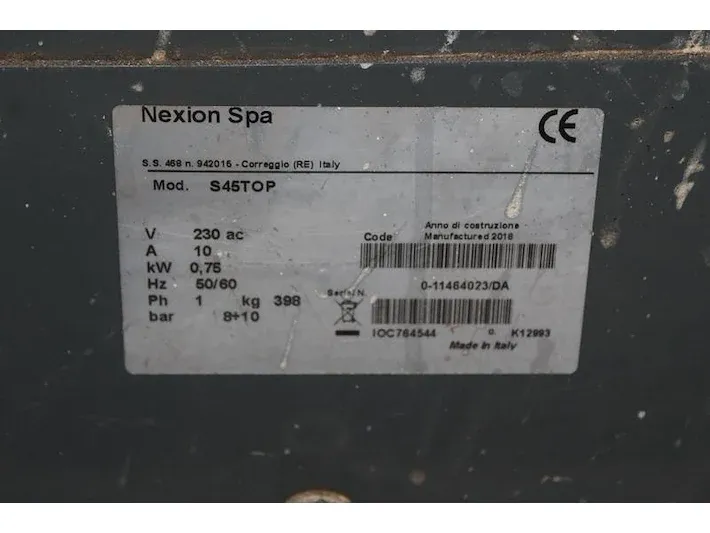 Nexion Spa
CE
S.S. 468 n. 942015 - Correggio (RE) Italy
Mod. S45TOP
V 230 ac
A 10
kW 0,75
Hz 50/60
Ph 1 kg 398
bar 8÷10
Anno di costruzione
Code Manufactured 2018
0-11464023/DA
Serial N.
IOC764544 0. K12993
Made in Italy